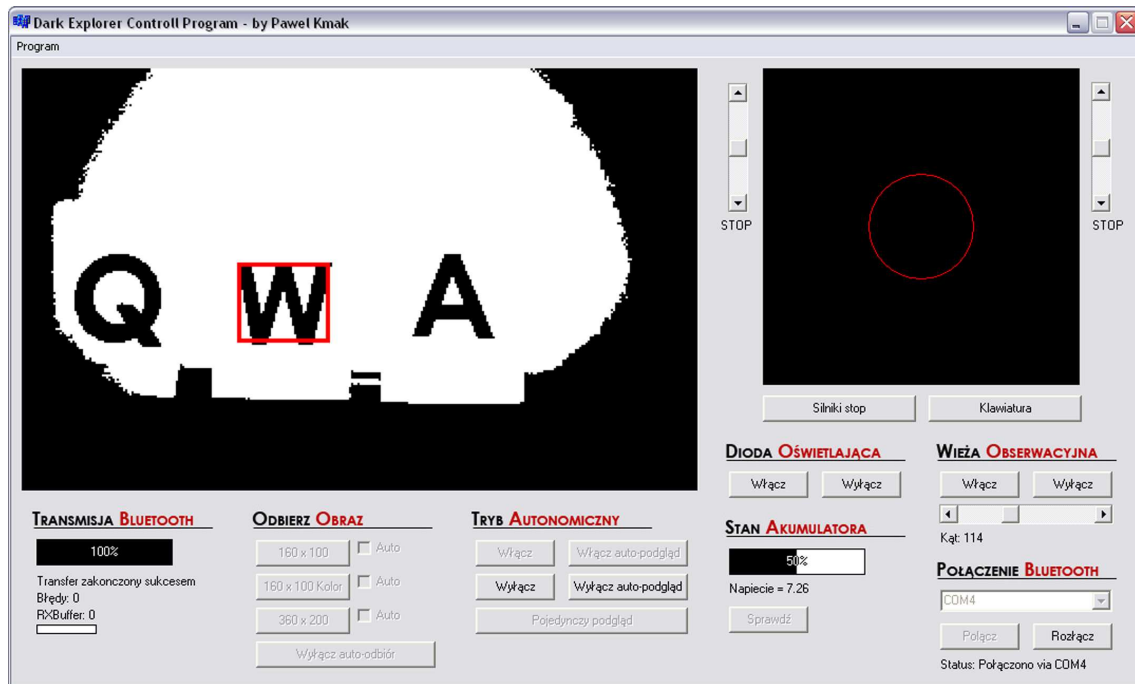 Dark Explorer Controll Program - by Pawel Kmak
Program
Q W A
STOP
STOP
Silniki stop
Klawiatura
DIODA OŚWIETLAJĄCA
Włącz
Wyłącz
WIEŻA OBSERWACYJNA
Włącz
Wyłącz
Kąt: 114
TRANSMISJA BLUETOOTH
100%
Transfer zakonczony sukcesem
Błędy: 0
RXBuffer: 0
ODBIERZ OBRAZ
160 x 100
Auto
160 x 100 Kolor
Auto
360 x 200
Auto
Wyłącz auto-odbiór
TRYB AUTONOMICZNY
Włącz
Włącz auto-podgląd
Wyłącz
Wyłącz auto-podgląd
Pojedynczy podgląd
STAN AKUMULATORA
50%
Napiecie = 7.26
Sprawdź
POŁĄCZENIE BLUETOOTH
COM4
Połącz
Rozłącz
Status: Połączono via COM4